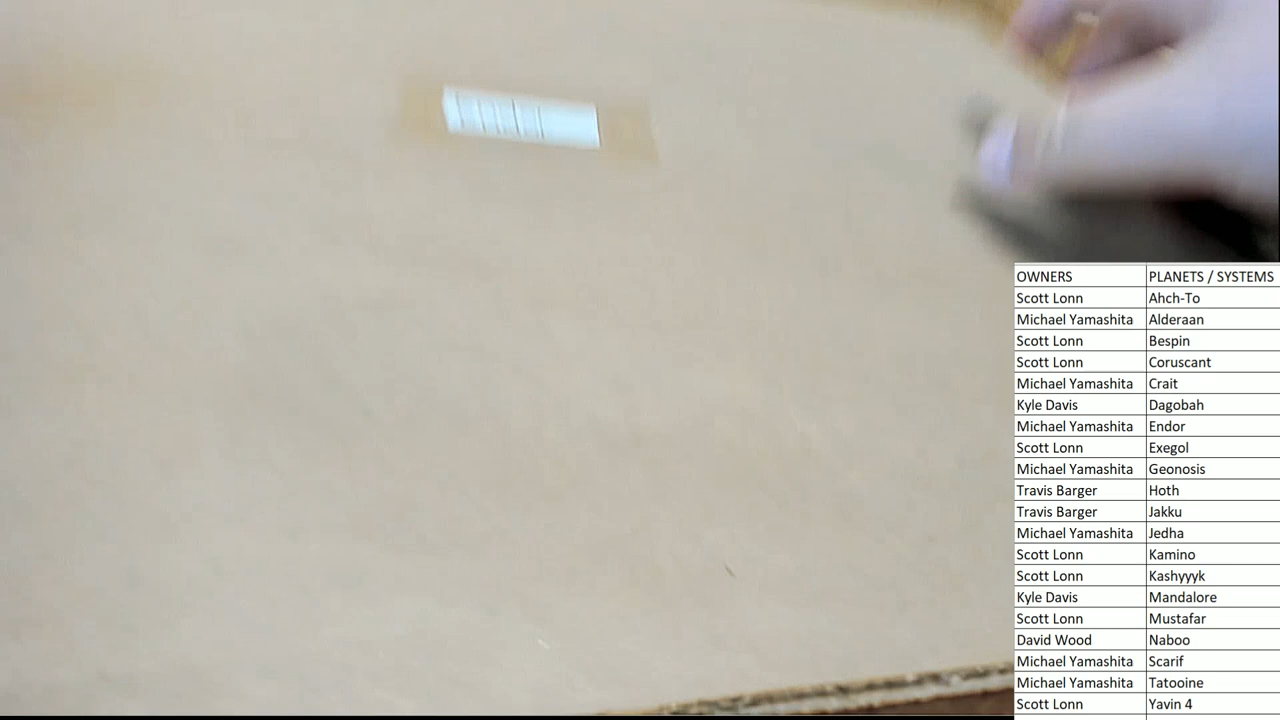 OWNERS PLANETS / SYSTEMS
Scott Lonn Ahch-To
Michael Yamashita Alderaan
Scott Lonn Bespin
Scott Lonn Coruscant
Michael Yamashita Crait
Kyle Davis Dagobah
Michael Yamashita Endor
Scott Lonn Exegol
Michael Yamashita Geonosis
Travis Barger Hoth
Travis Barger Jakku
Michael Yamashita Jedha
Scott Lonn Kamino
Scott Lonn Kashyyyk
Kyle Davis Mandalore
Scott Lonn Mustafar
David Wood Naboo
Michael Yamashita Scarif
Michael Yamashita Tatooine
Scott Lonn Yavin 4